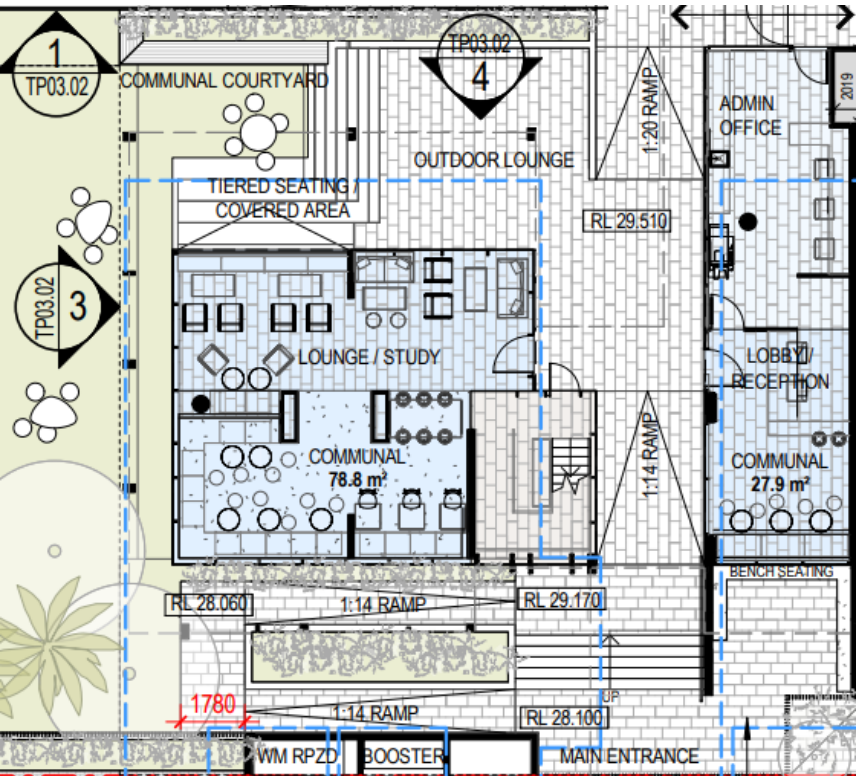 1
TP03.02
COMMUNAL COURTYARD
TP03.02
4
1:20 RAMP
ADMIN
OFFICE
2019
OUTDOOR LOUNGE
TIERED SEATING /
COVERED AREA
RL 29.510
TP03.02
3
LOUNGE / STUDY
LOBBY /
RECEPTION
COMMUNAL
78.8 m²
1:14 RAMP
COMMUNAL
27.9 m²
BENCH SEATING
RL 28.060
1:14 RAMP
RL 29.170
1780
1:14 RAMP
UP
RL 28.100
WM RPZD
BOOSTER
MAIN ENTRANCE